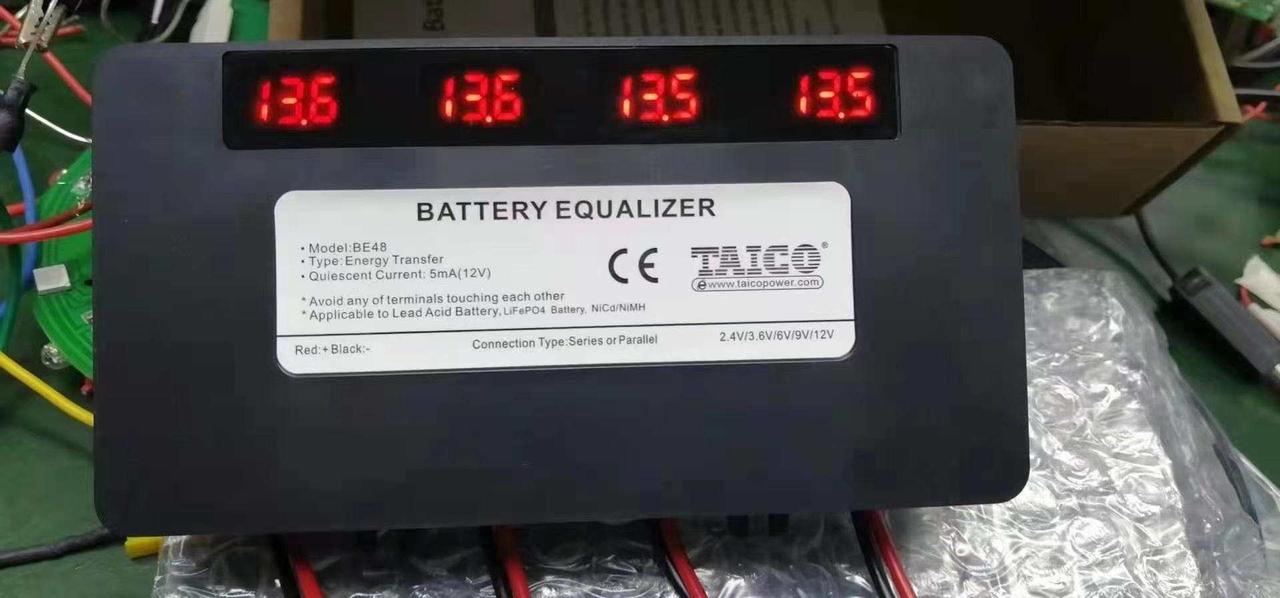 Bat
13.6 13.6 13.5 13.5
BATTERY EQUALIZER
• Model:BE48
• Type: Energy Transfer
• Quiescent Current: 5mA(12V)
CE TAICO®
e www.taicopower.com
* Avoid any of terminals touching each other
* Applicable to Lead Acid Battery, LiFePO4 Battery, NiCd/NiMH
Red:+ Black:- Connection Type:Series or Parallel 2.4V/3.6V/6V/9V/12V